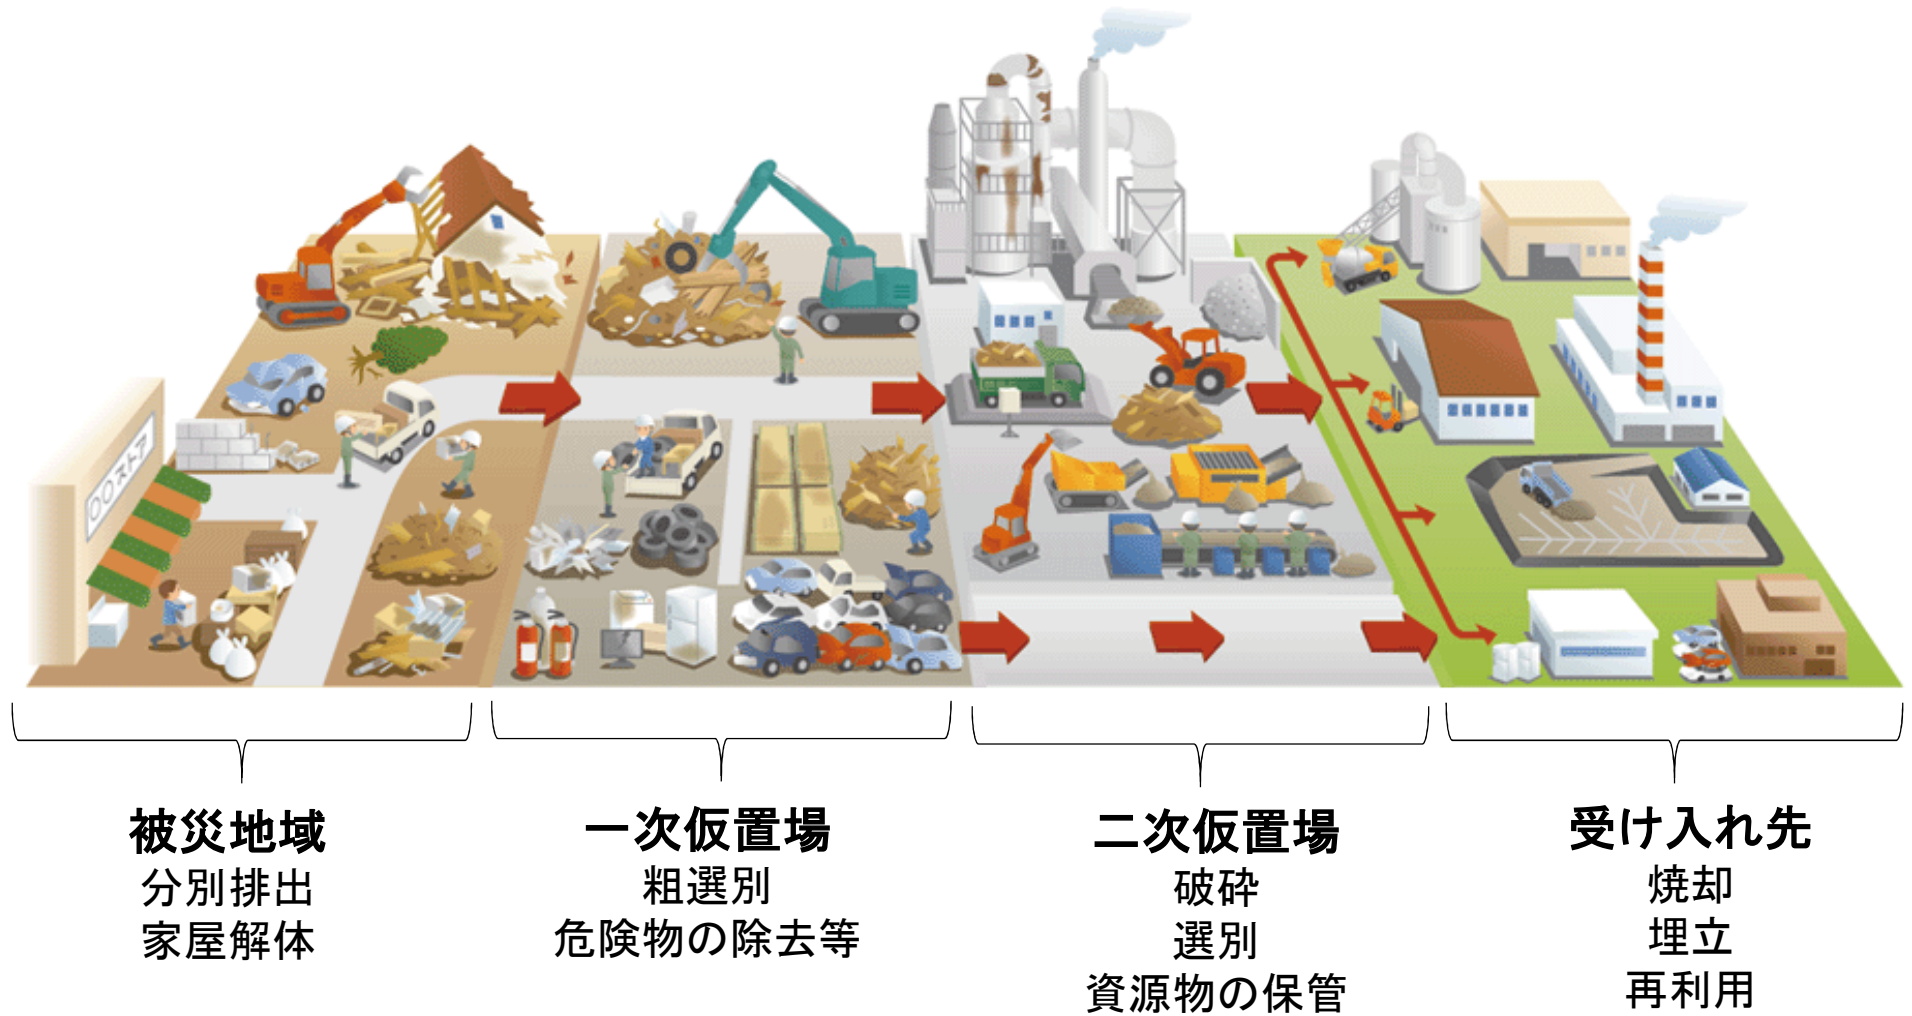 ○○ストア
被災地域
分別排出
家屋解体
一次仮置場
粗選別
危険物の除去等
二次仮置場
破砕
選別
資源物の保管
受け入れ先
焼却
埋立
再利用